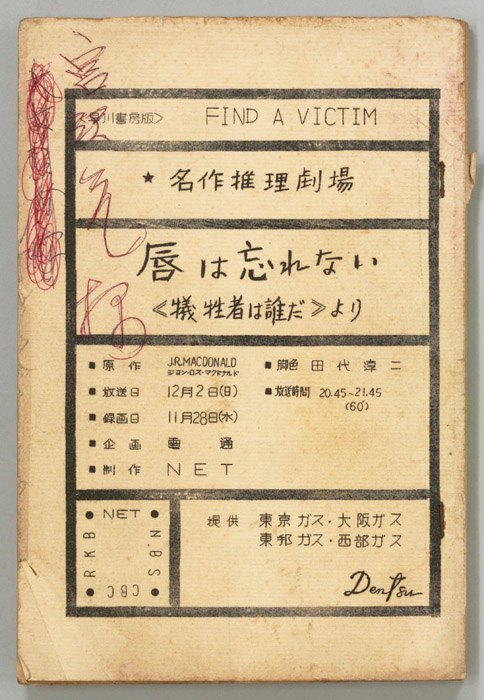 <早川書房版> FIND A VICTIM
★ 名作推理劇場
唇は忘れない
《犠牲者は誰だ》より
■原作 J.R.MACDONALD
ジョン・ロス・マクドナルド
■脚色 田代淳二
■放送日 12月2日(日)
■放送時間 20.45~21.45
(60')
■録画日 11月28日(水)
■企画 電通
■制作 NET
● NET ●
N.B.S
● CBC ●
RKB
提供 東京ガス・大阪ガス
東邦ガス・西部ガス
Dentsu
様